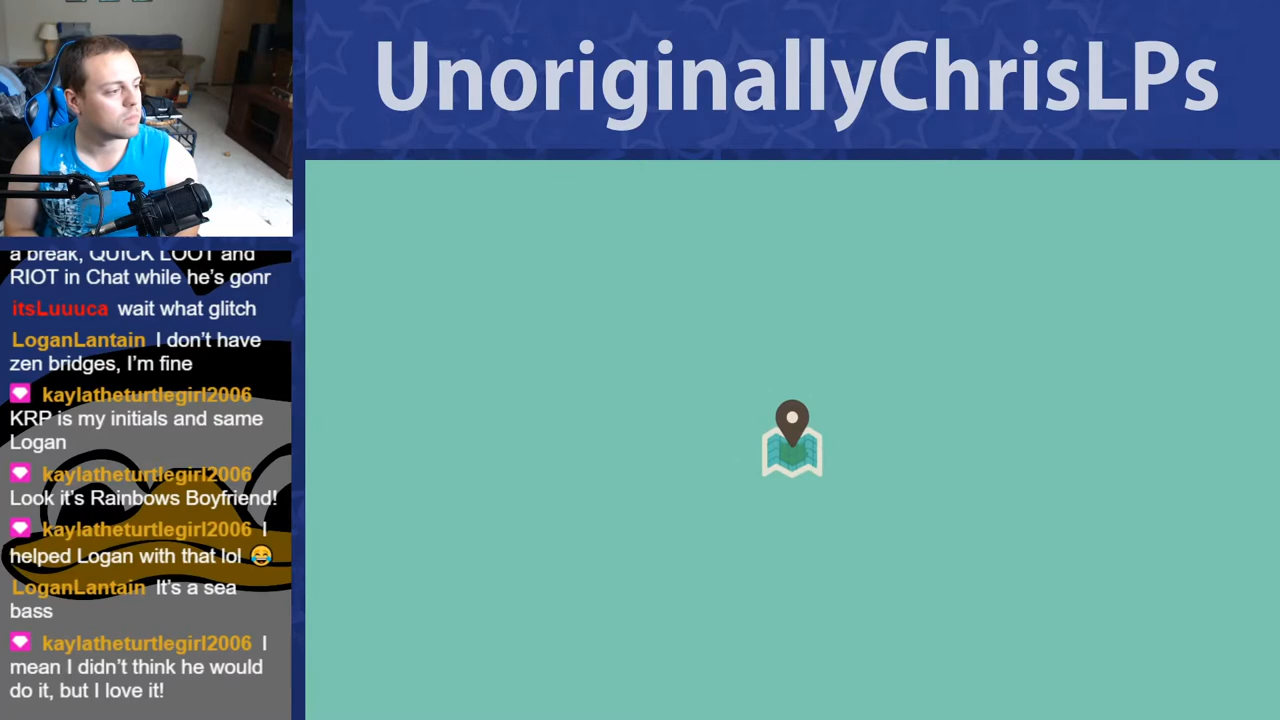 UnoriginallyChrisLPs
a break, QUICK LOOT and
RIOT in Chat while he's gonr
itsLuuuca wait what glitch
LoganLantain I don't have
zen bridges, I'm fine
kaylatheturtlegirl2006
KRP is my initials and same
Logan
kaylatheturtlegirl2006
Look it's Rainbows Boyfriend!
kaylatheturtlegirl2006 I
helped Logan with that lol 😂
LoganLantain It's a sea
bass
kaylatheturtlegirl2006 I
mean I didn't think he would
do it, but I love it!